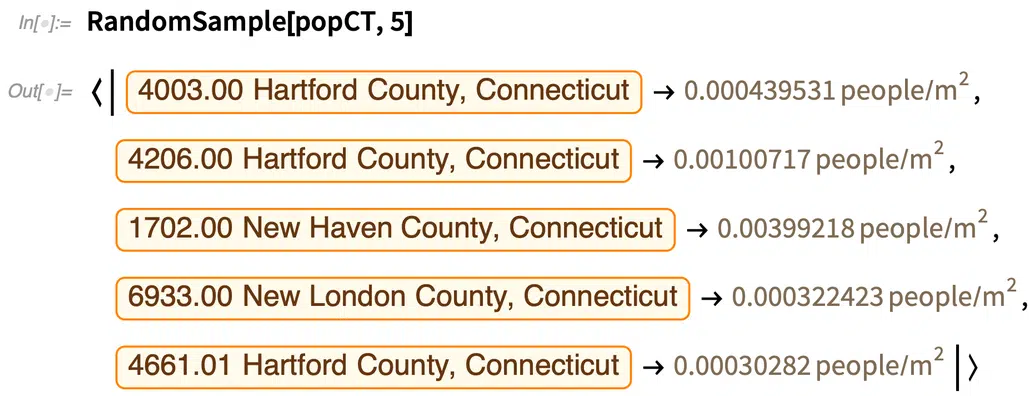 In[•]:= RandomSample[popCT, 5]
Out[•]= <| 4003.00 Hartford County, Connecticut → 0.000439531 people/m²,
4206.00 Hartford County, Connecticut → 0.00100717 people/m²,
1702.00 New Haven County, Connecticut → 0.00399218 people/m²,
6933.00 New London County, Connecticut → 0.000322423 people/m²,
4661.01 Hartford County, Connecticut → 0.00030282 people/m² |>